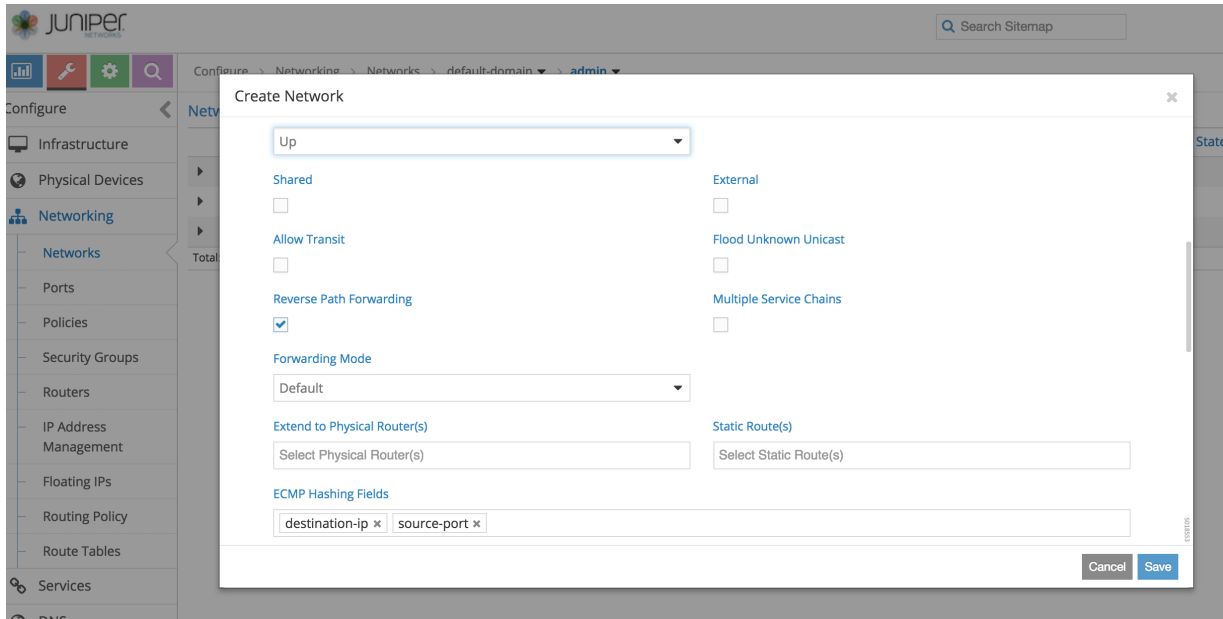 JUNIPER
NETWORKS
Search Sitemap
Configure > Networking > Networks > default-domain > admin
Configure
Netw
Create Network
Up
State
Infrastructure
Physical Devices
Networking
Networks
Ports
Policies
Security Groups
Routers
IP Address
Management
Floating IPs
Routing Policy
Route Tables
Services
DNS
Total:
Shared
External
Allow Transit
Flood Unknown Unicast
Reverse Path Forwarding
Multiple Service Chains
Forwarding Mode
Default
Extend to Physical Router(s)
Static Route(s)
Select Physical Router(s)
Select Static Route(s)
ECMP Hashing Fields
destination-ip × source-port ×
S018553
Cancel Save